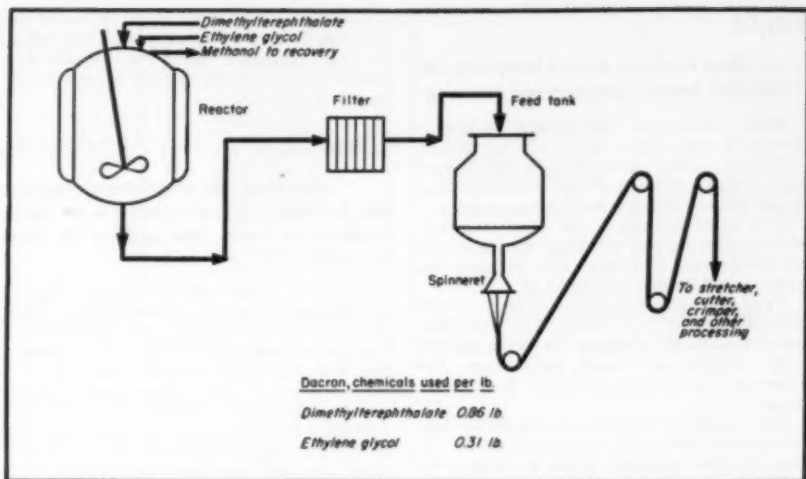 Dimethylterephthalate
Ethylene glycol
Methanol to recovery
Reactor
Filter
Feed tank
Spinneret
To stretcher,
cutter,
crimper,
and other
processing
Dacron, chemicals used per lb.
Dimethylterephthalate 0.86 lb.
Ethylene glycol 0.31 lb.